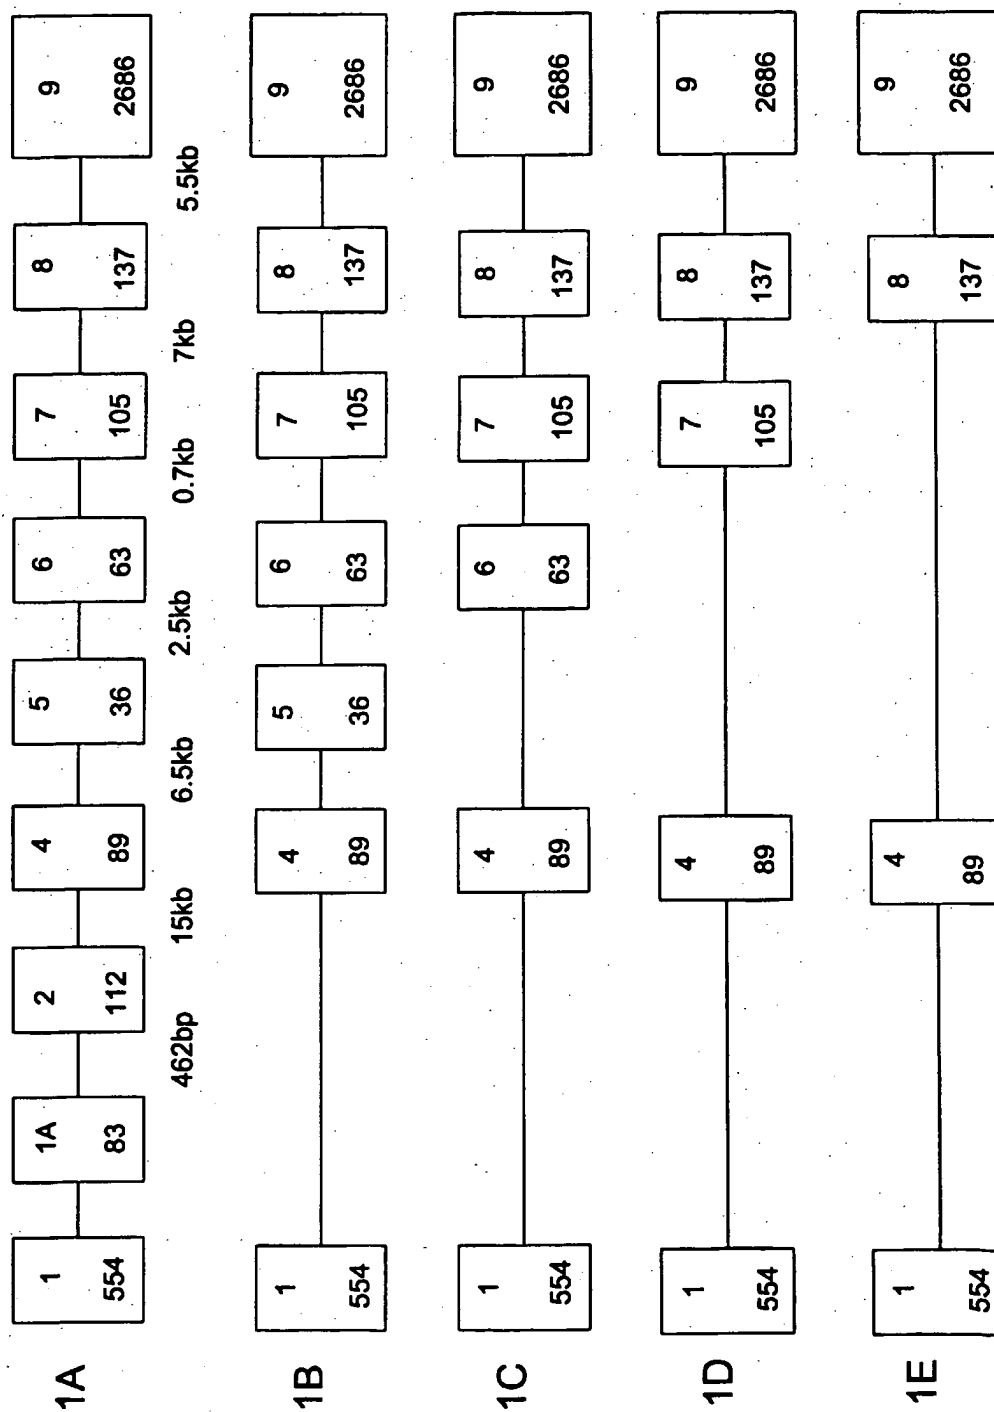 1A
1 1A 2 4 5 6 7 8 9
554 83 112 89 36 63 105 137 2686
462bp 15kb 6.5kb 2.5kb 0.7kb 7kb 5.5kb
1B
1 4 5 6 7 8 9
554 89 36 63 105 137 2686
1C
1 4 6 7 8 9
554 89 63 105 137 2686
1D
1 4 7 8 9
554 89 105 137 2686
1E
1 4 8 9
554 89 137 2686